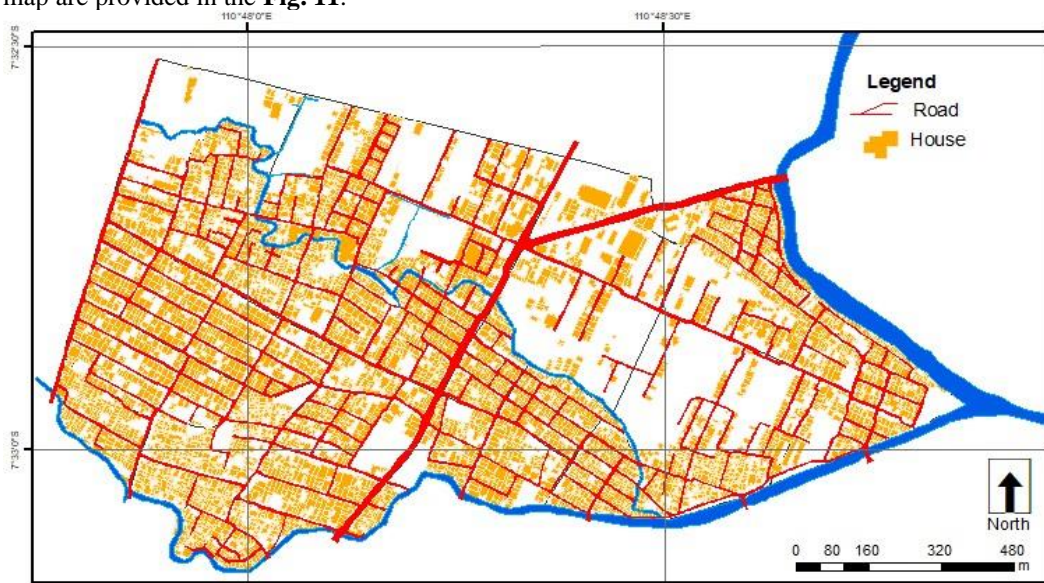 map are provided in the Fig. 11.
110°48'0"E
110°48'30"E
7°32'30"S
Legend
Road
House
7°33'0"S
North
0 80 160 320 480
m